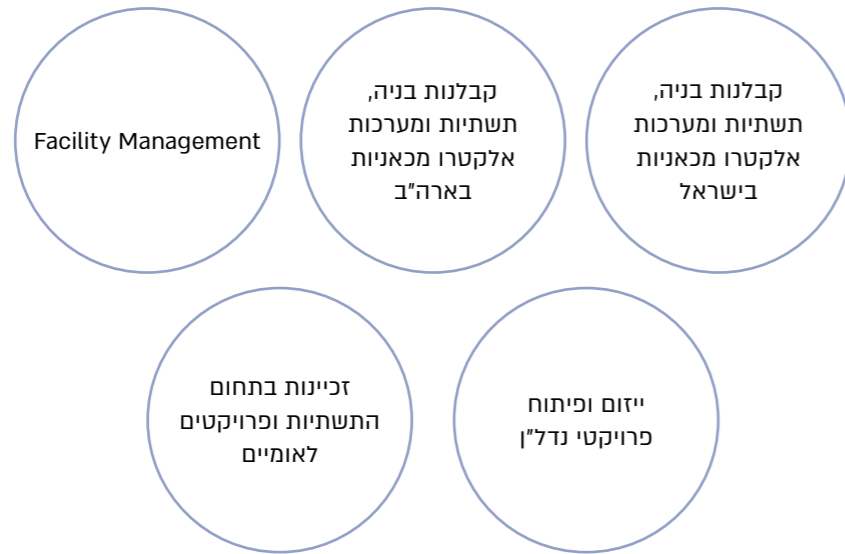 קבלנות בניה,
תשתיות ומערכות
אלקטרו מכאניות
בישראל
קבלנות בניה,
תשתיות ומערכות
אלקטרו מכאניות
בארה"ב
Facility Management
ייזום ופיתוח
פרויקטי נדל"ן
זכיינות בתחום
התשתיות ופרויקטים
לאומיים